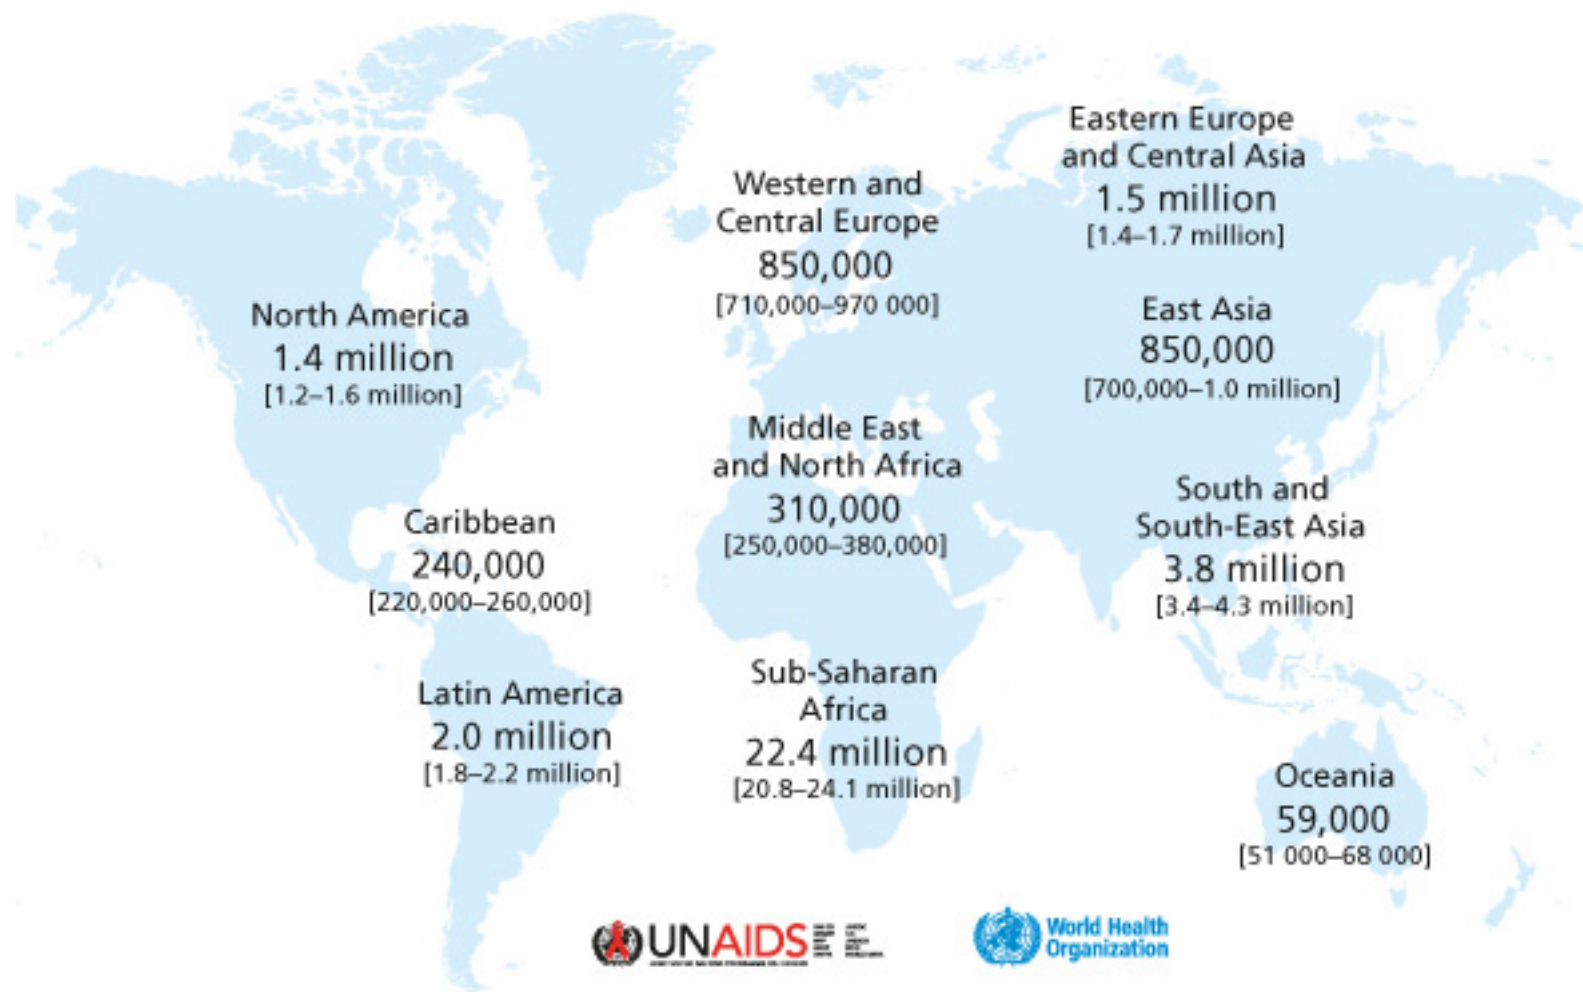 Eastern Europe
and Central Asia
1.5 million
[1.4–1.7 million]
Western and
Central Europe
850,000
[710,000–970 000]
North America
1.4 million
[1.2–1.6 million]
East Asia
850,000
[700,000–1.0 million]
Middle East
and North Africa
310,000
[250,000–380,000]
South and
South-East Asia
3.8 million
[3.4–4.3 million]
Caribbean
240,000
[220,000–260,000]
Latin America
2.0 million
[1.8–2.2 million]
Sub-Saharan
Africa
22.4 million
[20.8–24.1 million]
Oceania
59,000
[51 000–68 000]
UNAIDS
World Health
Organization